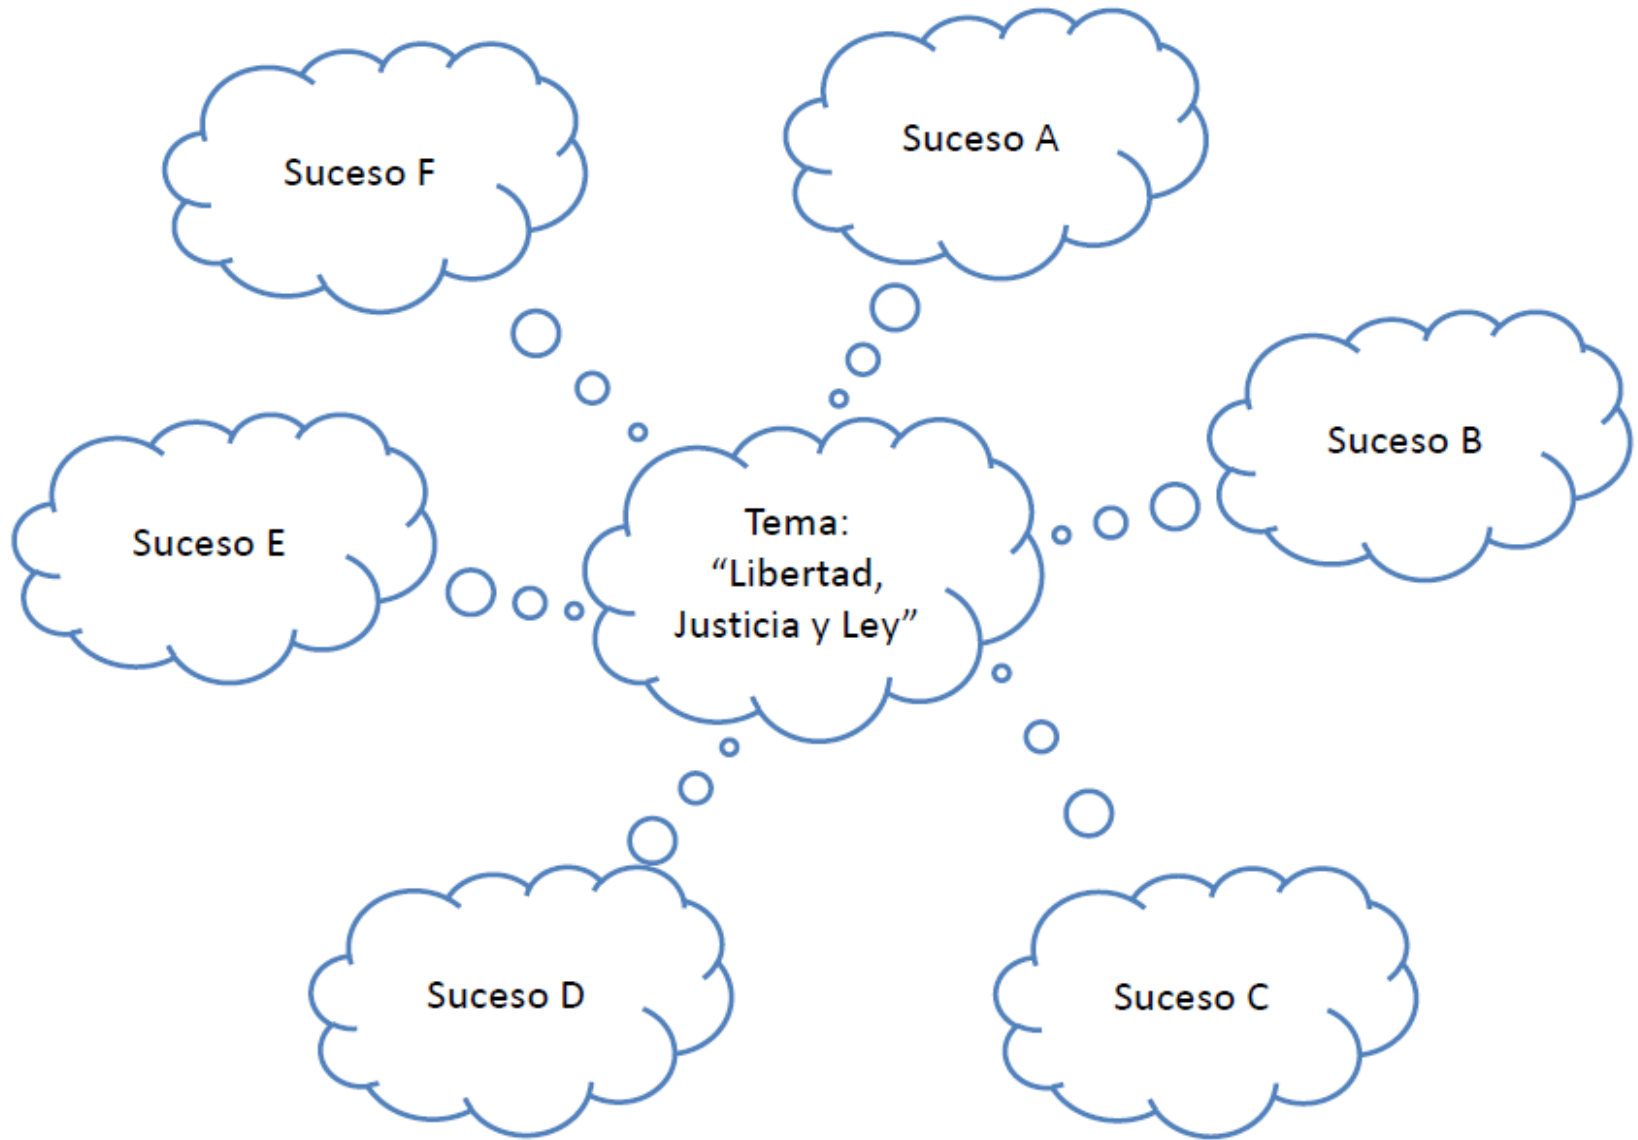 Suceso A
Suceso F
Suceso B
Tema:
“Libertad,
Justicia y Ley”
Suceso E
Suceso D
Suceso C